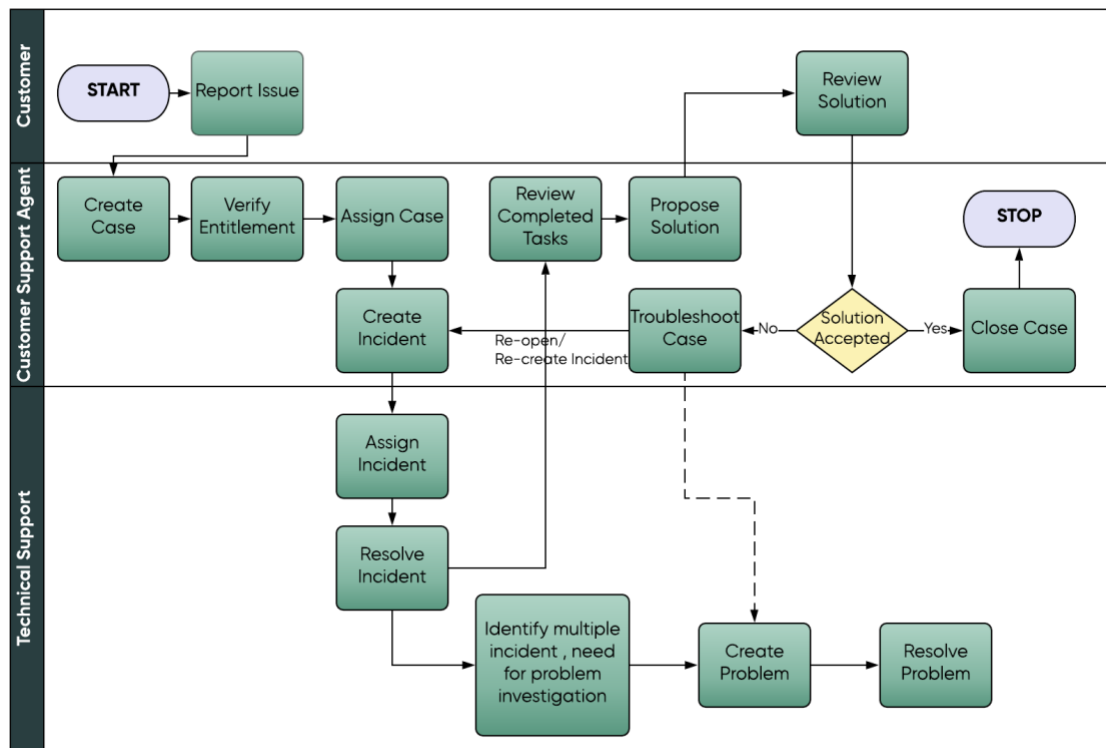 Customer
START
Report Issue
Review
Solution
Customer Support Agent
Create
Case
Verify
Entitlement
Assign Case
Review
Completed
Tasks
Propose
Solution
STOP
Create
Incident
Re-open/
Re-create Incident
Troubleshoot
Case
No
Solution
Accepted
Yes
Close Case
Technical Support
Assign
Incident
Resolve
Incident
Identify multiple
incident , need
for problem
investigation
Create
Problem
Resolve
Problem